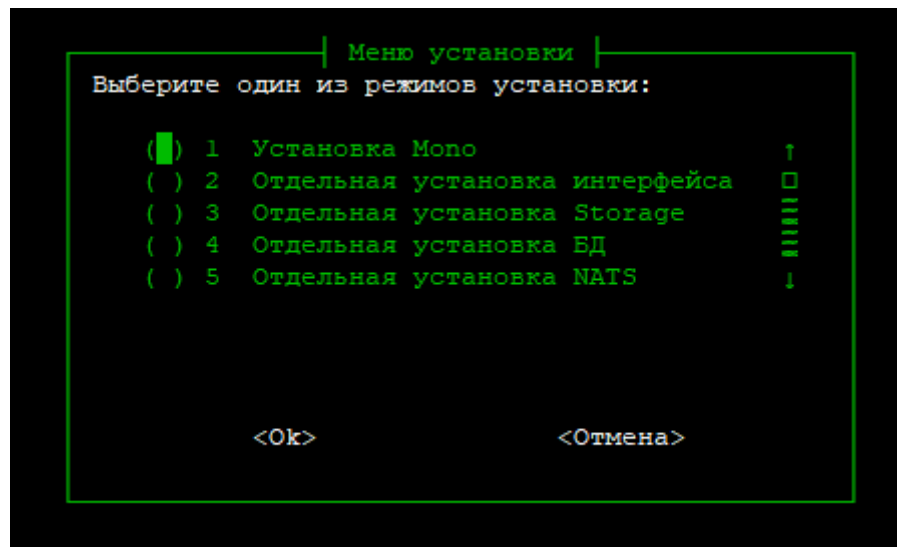 Меню установки
Выберите один из режимов установки:
( ) 1 Установка Mono
( ) 2 Отдельная установка интерфейса
( ) 3 Отдельная установка Storage
( ) 4 Отдельная установка БД
( ) 5 Отдельная установка NATS
<Ok> <Отмена>